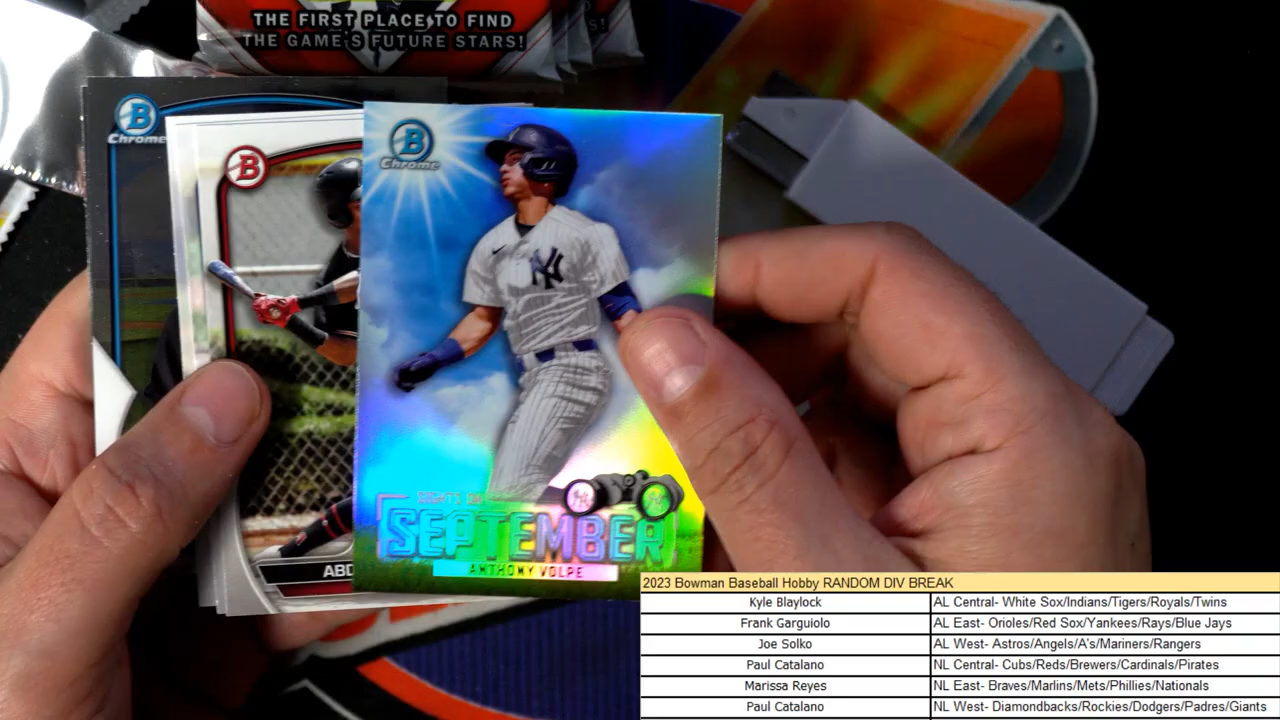 THE FIRST PLACE TO FIND
THE GAME'S FUTURE STARS!
S!
B
Chrome
B
B
Chrome
NY
SIGHTS ON
SEPTEMBER
ANTHONY VOLPE
ABD
2023 Bowman Baseball Hobby RANDOM DIV BREAK
Kyle Blaylock AL Central- White Sox/Indians/Tigers/Royals/Twins
Frank Garguiolo AL East- Orioles/Red Sox/Yankees/Rays/Blue Jays
Joe Solko AL West- Astros/Angels/A's/Mariners/Rangers
Paul Catalano NL Central- Cubs/Reds/Brewers/Cardinals/Pirates
Marissa Reyes NL East- Braves/Marlins/Mets/Phillies/Nationals
Paul Catalano NL West- Diamondbacks/Rockies/Dodgers/Padres/Giants